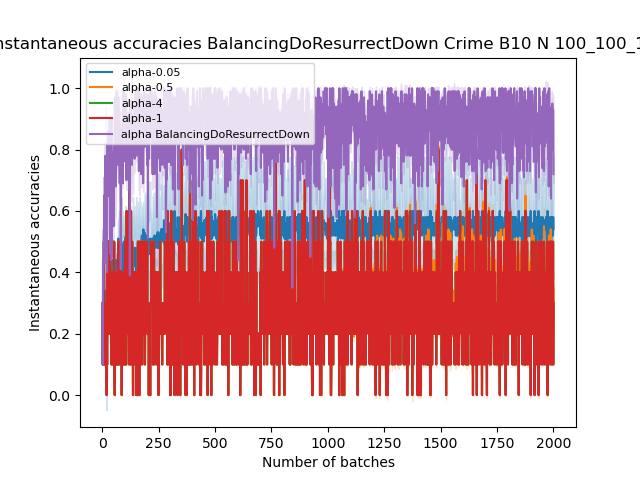 nstantaneous accuracies BalancingDoResurrectDown Crime B10 N 100_100_1
alpha-0.05
alpha-0.5
alpha-4
alpha-1
alpha BalancingDoResurrectDown
Instantaneous accuracies
1.0
0.8
0.6
0.4
0.2
0.0
0 250 500 750 1000 1250 1500 1750 2000
Number of batches